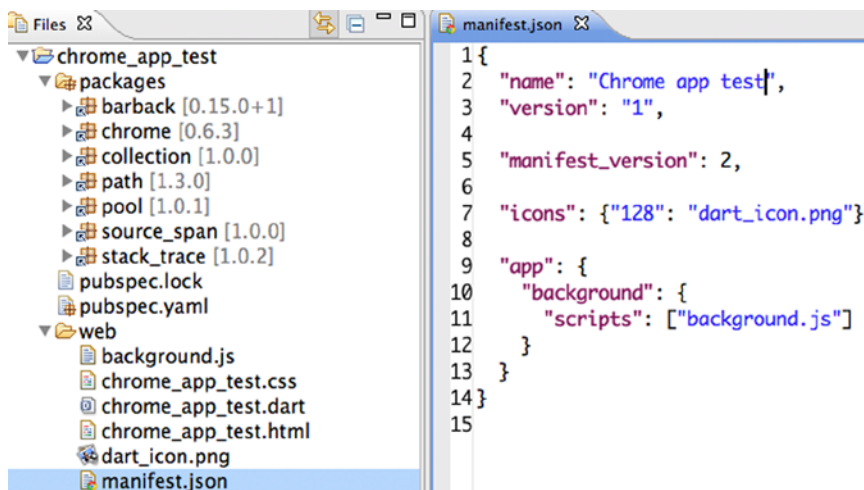 Files
chrome_app_test
packages
barback [0.15.0+1]
chrome [0.6.3]
collection [1.0.0]
path [1.3.0]
pool [1.0.1]
source_span [1.0.0]
stack_trace [1.0.2]
pubspec.lock
pubspec.yaml
web
background.js
chrome_app_test.css
chrome_app_test.dart
chrome_app_test.html
dart_icon.png
manifest.json
manifest.json
1 {
2   "name": "Chrome app test",
3   "version": "1",
4
5   "manifest_version": 2,
6
7   "icons": {"128": "dart_icon.png"}
8
9   "app": {
10     "background": {
11       "scripts": ["background.js"]
12     }
13   }
14 }
15